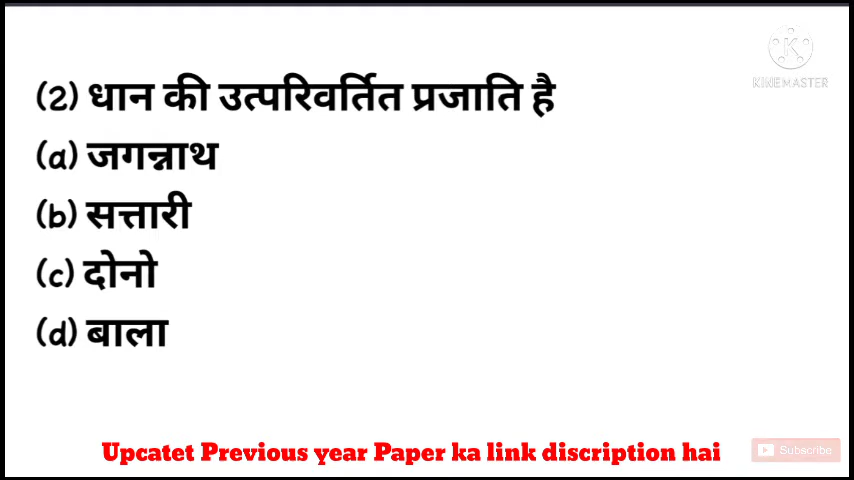 KINEMASTER
(2) धान की उत्परिवर्तित प्रजाति है
(a) जगन्नाथ
(b) सत्तारी
(c) दोनो
(d) बाला
Upcatet Previous year Paper ka link discription hai
Subscribe